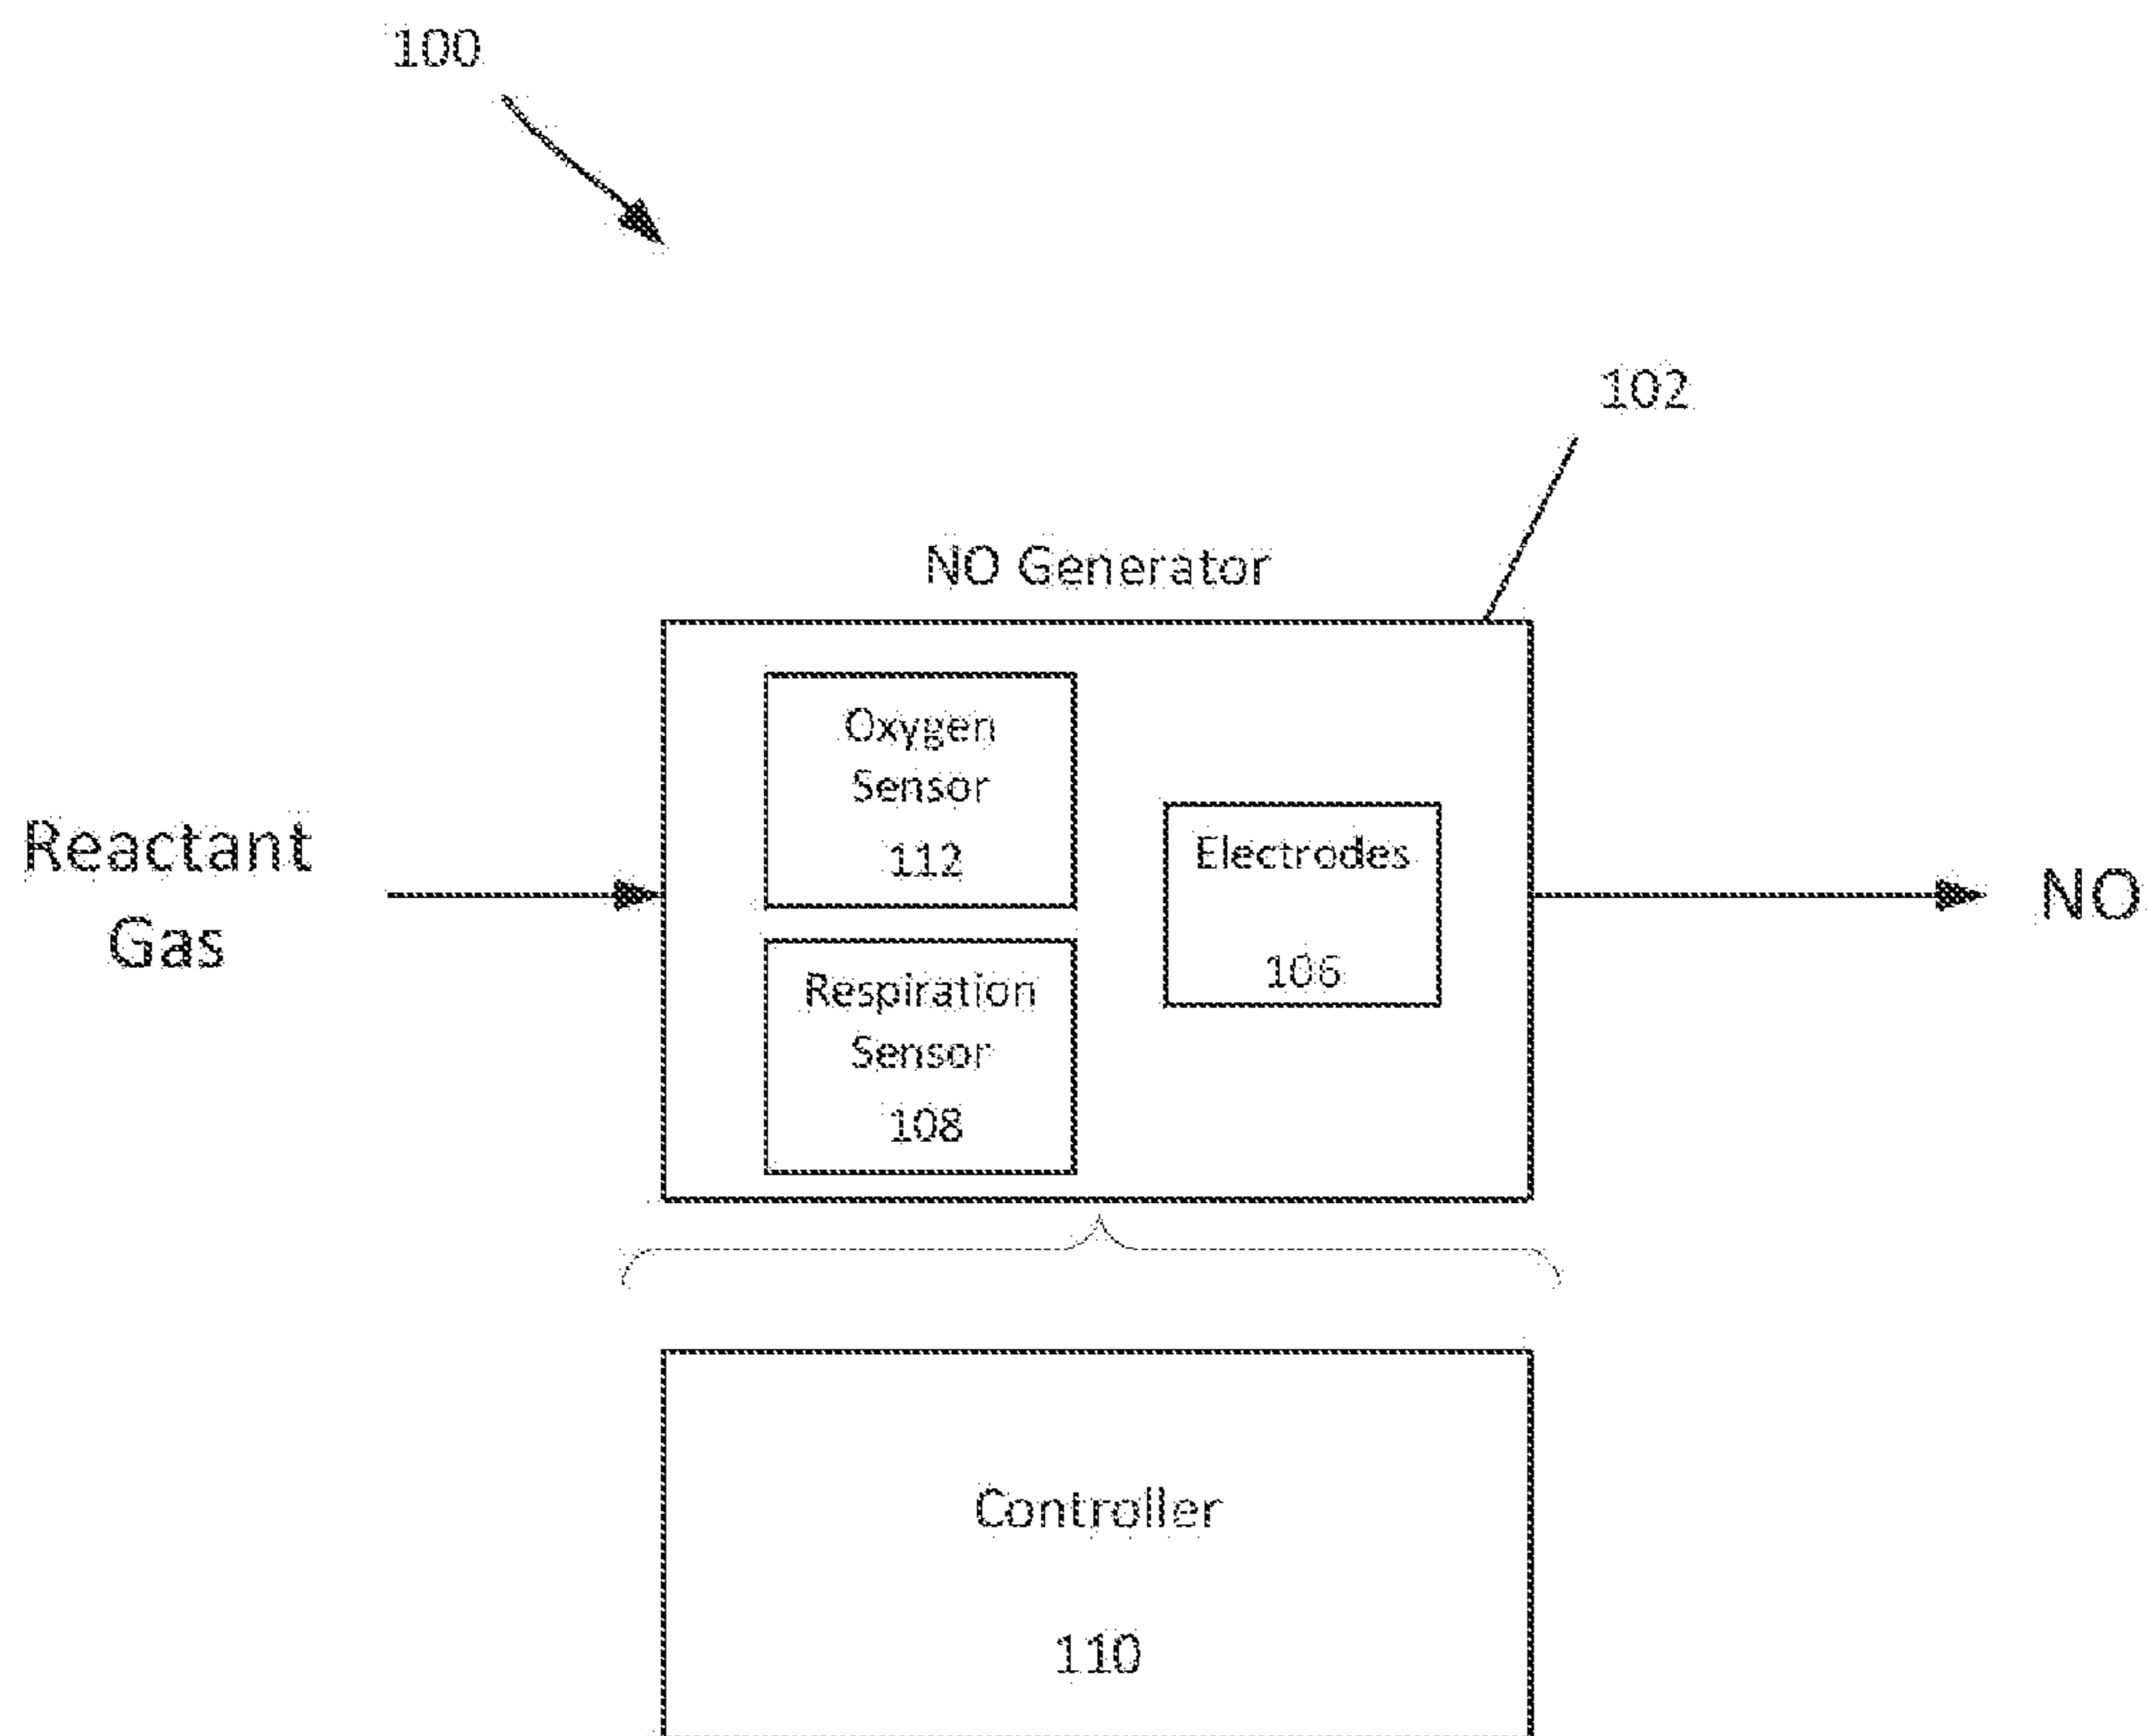 100
102
NO Generator
Oxygen
Sensor
112
Electrodes
106
Respiration
Sensor
108
Reactant
Gas
NO
Controller
110